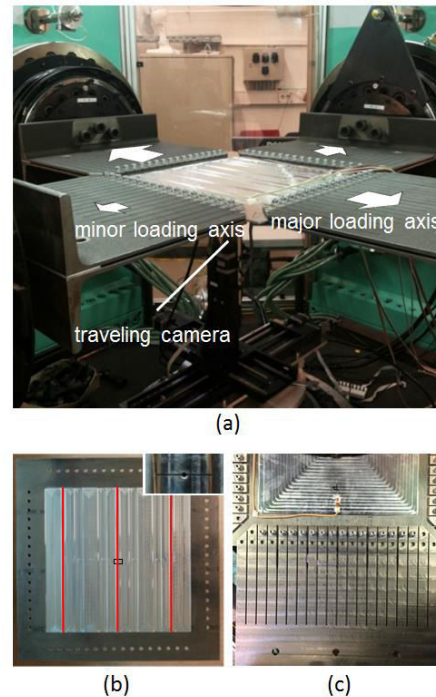 minor loading axis
major loading axis
traveling camera
(a)
(b)
(c)